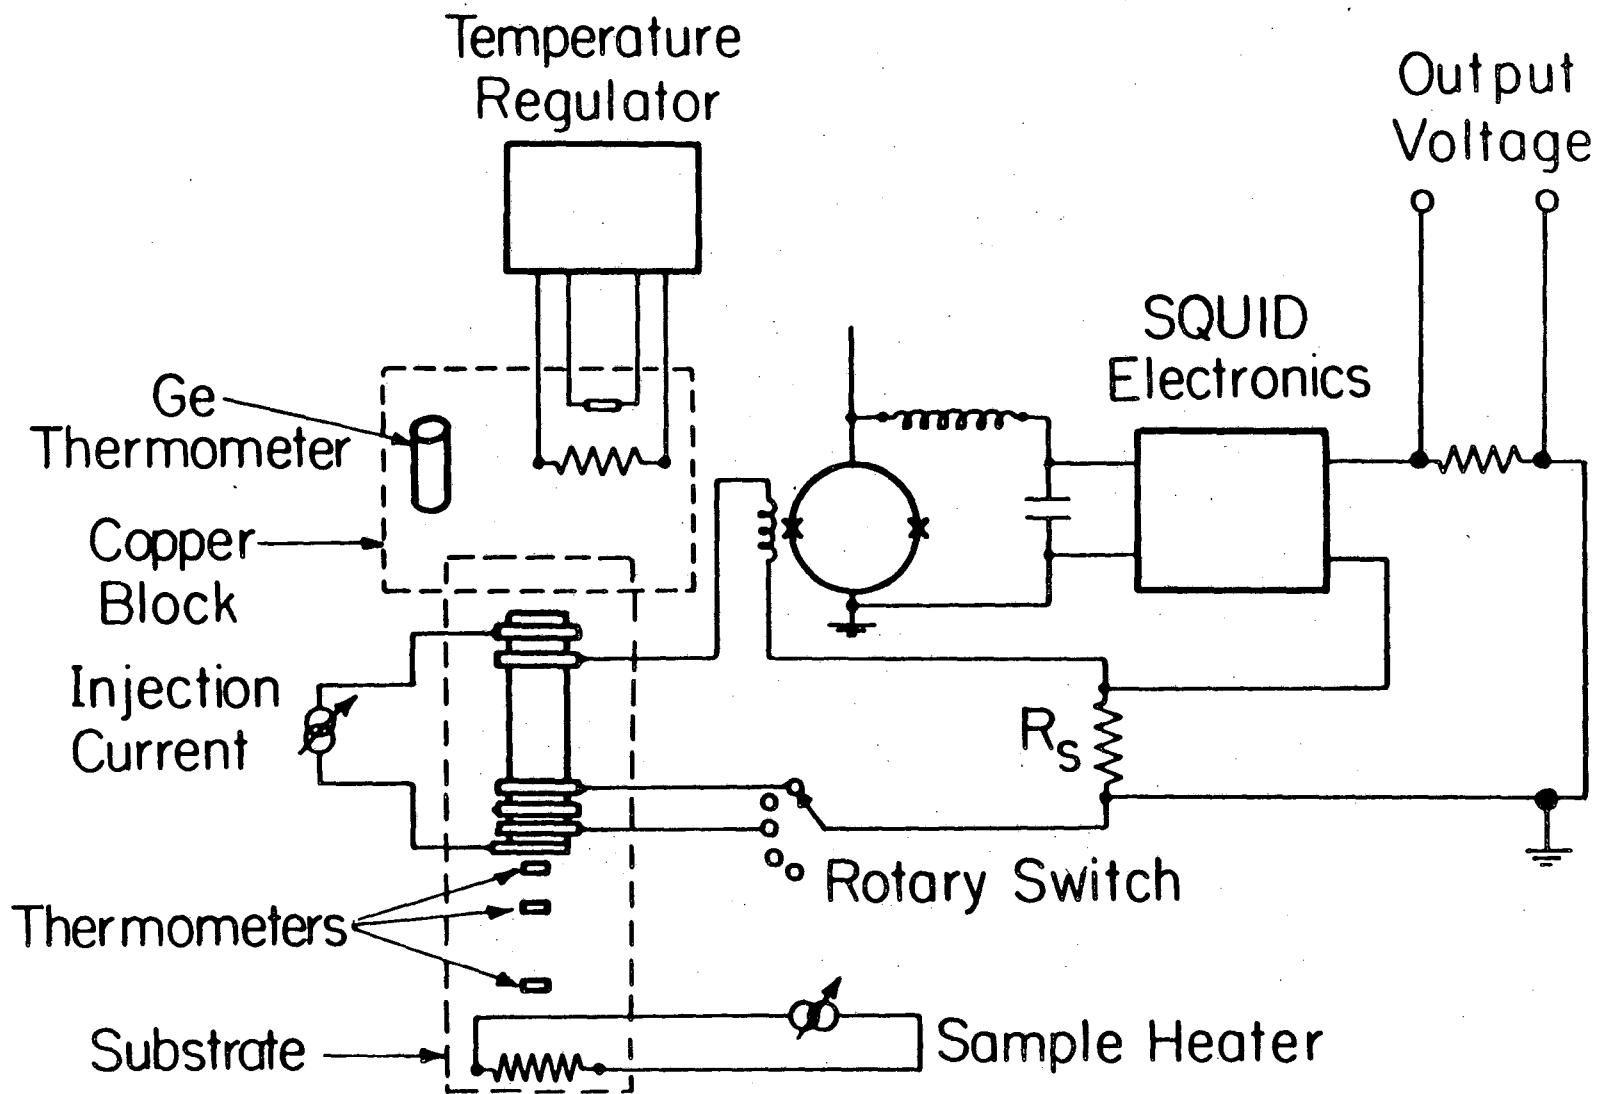 Temperature
Regulator
Output
Voltage
SQUID
Electronics
Ge
Thermometer
Copper
Block
Injection
Current
Rs
Rotary Switch
Thermometers
Substrate
Sample Heater